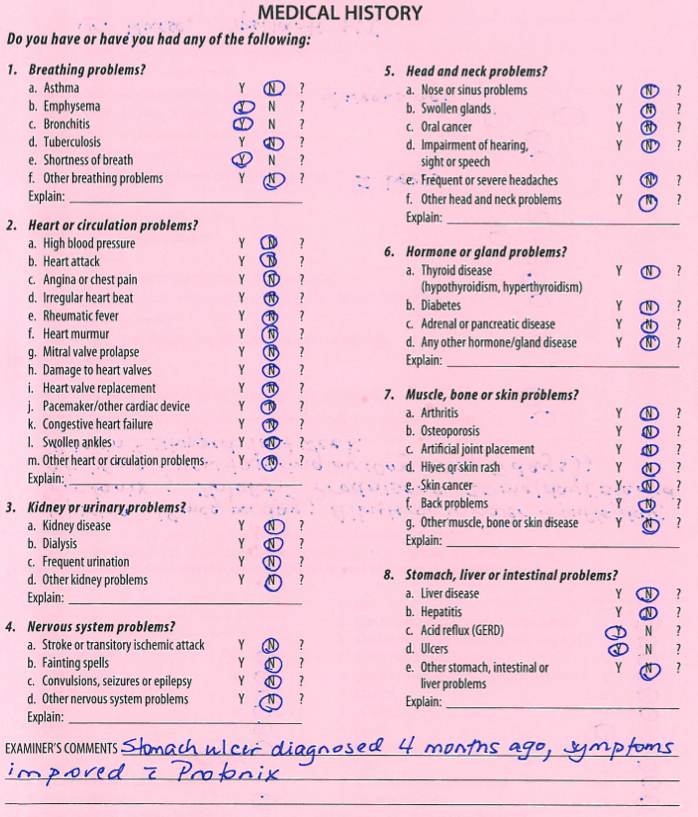 MEDICAL HISTORY
Do you have or have you had any of the following:
1. Breathing problems?
a. Asthma Y N ?
b. Emphysema Y N ?
c. Bronchitis Y N ?
d. Tuberculosis Y N ?
e. Shortness of breath Y N ?
f. Other breathing problems Y N ?
Explain:
2. Heart or circulation problems?
a. High blood pressure Y N ?
b. Heart attack Y N ?
c. Angina or chest pain Y N ?
d. Irregular heart beat Y N ?
e. Rheumatic fever Y N ?
f. Heart murmur Y N ?
g. Mitral valve prolapse Y N ?
h. Damage to heart valves Y N ?
i. Heart valve replacement Y N ?
j. Pacemaker/other cardiac device Y N ?
k. Congestive heart failure Y N ?
l. Swollen ankles Y N ?
m. Other heart or circulation problems Y N ?
Explain:
3. Kidney or urinary problems?
a. Kidney disease Y N ?
b. Dialysis Y N ?
c. Frequent urination Y N ?
d. Other kidney problems Y N ?
Explain:
4. Nervous system problems?
a. Stroke or transitory ischemic attack Y N ?
b. Fainting spells Y N ?
c. Convulsions, seizures or epilepsy Y N ?
d. Other nervous system problems Y N ?
Explain:
5. Head and neck problems?
a. Nose or sinus problems Y N ?
b. Swollen glands Y N ?
c. Oral cancer Y N ?
d. Impairment of hearing, Y N ?
sight or speech
e. Frequent or severe headaches Y N ?
f. Other head and neck problems Y N ?
Explain:
6. Hormone or gland problems?
a. Thyroid disease Y N ?
(hypothyroidism, hyperthyroidism)
b. Diabetes Y N ?
c. Adrenal or pancreatic disease Y N ?
d. Any other hormone/gland disease Y N ?
Explain:
7. Muscle, bone or skin problems?
a. Arthritis Y N ?
b. Osteoporosis Y N ?
c. Artificial joint placement Y N ?
d. Hives or skin rash Y N ?
e. Skin cancer Y N ?
f. Back problems Y N ?
g. Other muscle, bone or skin disease Y N ?
Explain:
8. Stomach, liver or intestinal problems?
a. Liver disease Y N ?
b. Hepatitis Y N ?
c. Acid reflux (GERD) Y N ?
d. Ulcers Y N ?
e. Other stomach, intestinal or Y N ?
liver problems
Explain:
EXAMINER'S COMMENTS Stomach ulcer diagnosed 4 months ago, symptoms
improved c̄ Protonix